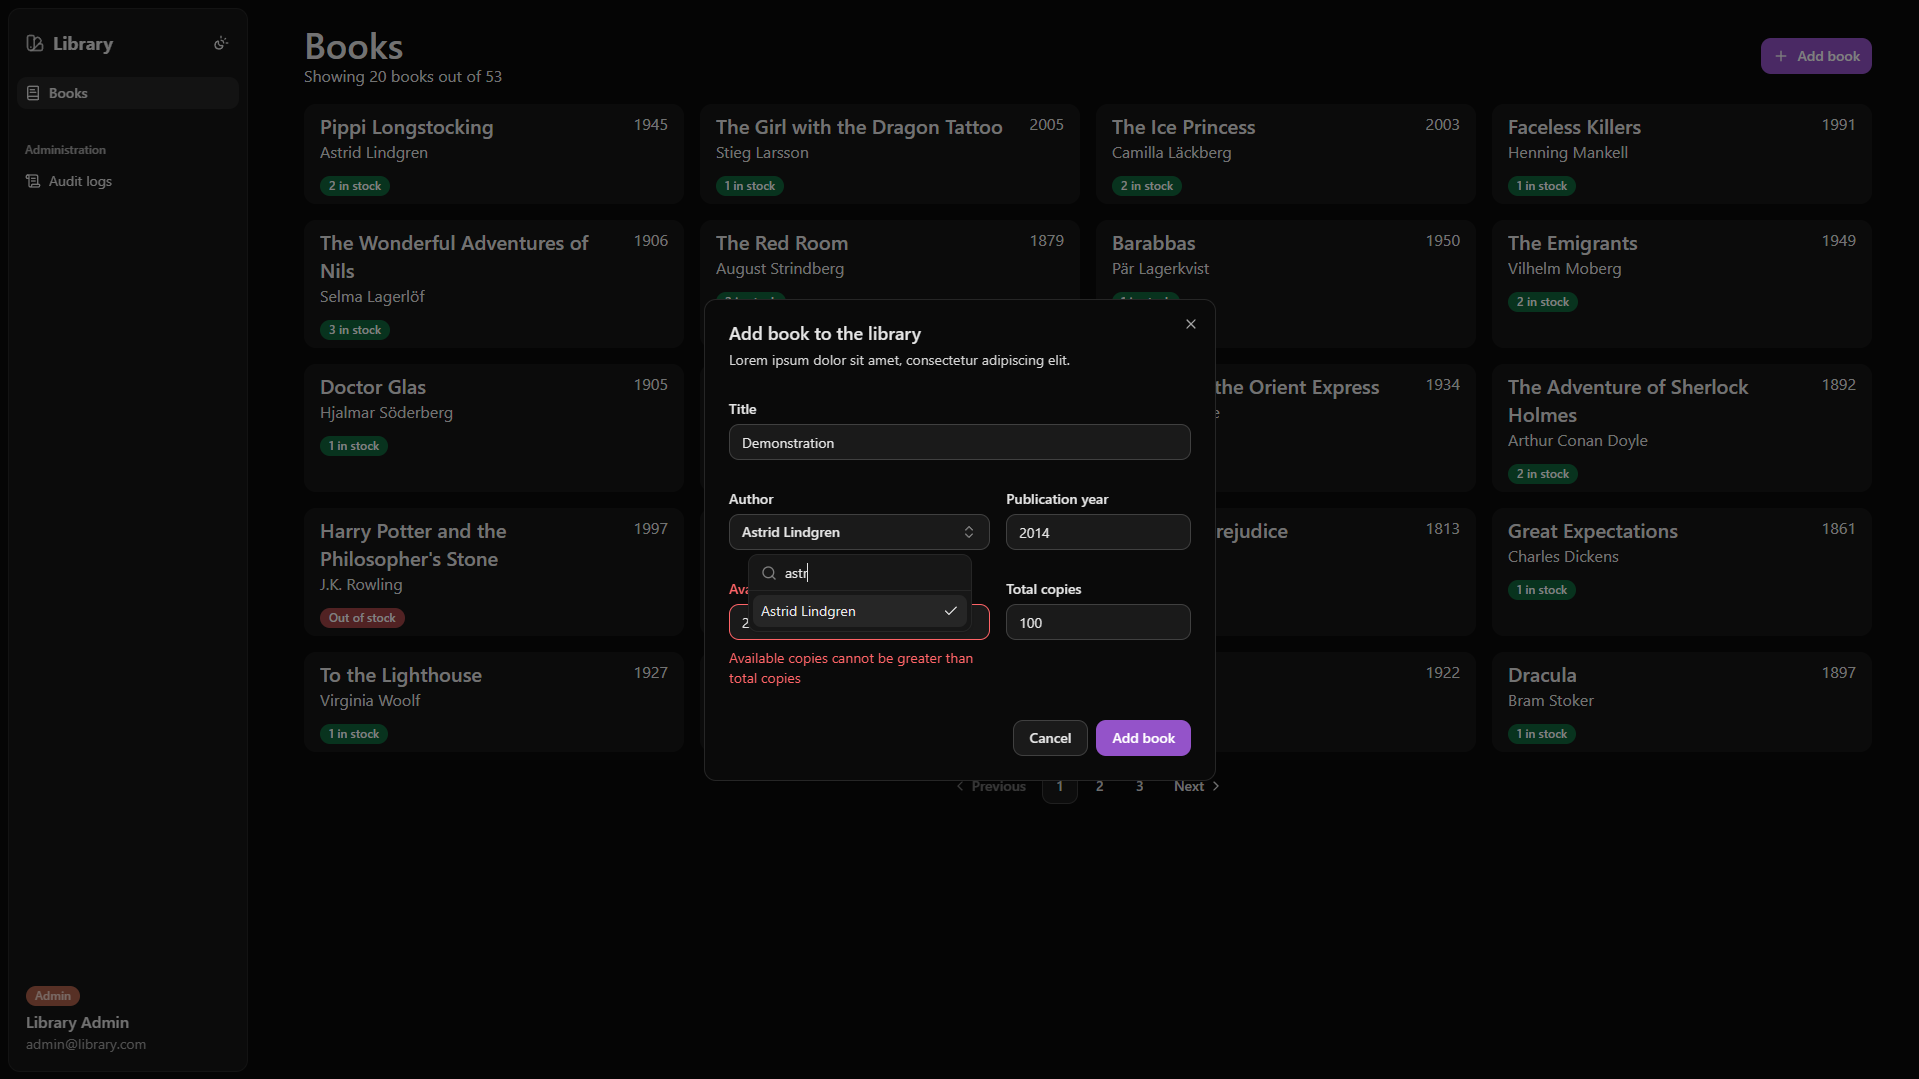 Library
Books
Administration
Audit logs
Admin
Library Admin
admin@library.com
Books
Showing 20 books out of 53
Add book
Pippi Longstocking 1945
Astrid Lindgren
2 in stock
The Girl with the Dragon Tattoo 2005
Stieg Larsson
1 in stock
The Ice Princess 2003
Camilla Läckberg
2 in stock
Faceless Killers 1991
Henning Mankell
1 in stock
The Wonderful Adventures of 1906
Nils
Selma Lagerlöf
3 in stock
The Red Room 1879
August Strindberg
Barabbas 1950
Pär Lagerkvist
The Emigrants 1949
Vilhelm Moberg
2 in stock
Doctor Glas 1905
Hjalmar Söderberg
1 in stock
the Orient Express 1934
The Adventure of Sherlock 1892
Holmes
Arthur Conan Doyle
2 in stock
Harry Potter and the 1997
Philosopher's Stone
J.K. Rowling
Out of stock
rejudice 1813
Great Expectations 1861
Charles Dickens
1 in stock
To the Lighthouse 1927
Virginia Woolf
1 in stock
1922
Dracula 1897
Bram Stoker
1 in stock
Previous 1 2 3 Next
Add book to the library
Lorem ipsum dolor sit amet, consectetur adipiscing elit.
Title
Demonstration
Author
Astrid Lindgren
Publication year
2014
astr
Astrid Lindgren
Ava
2
Total copies
100
Available copies cannot be greater than
total copies
Cancel
Add book